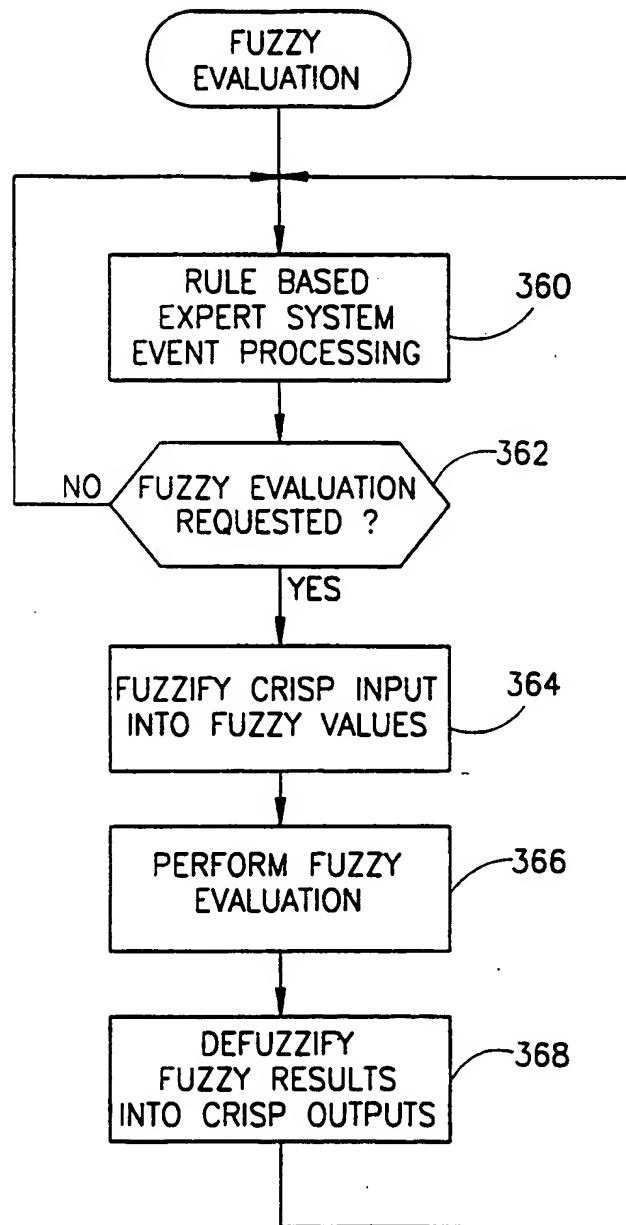 FUZZY
EVALUATION
RULE BASED
EXPERT SYSTEM
EVENT PROCESSING
360
362
NO
FUZZY EVALUATION
REQUESTED ?
YES
FUZZIFY CRISP INPUT
INTO FUZZY VALUES
364
PERFORM FUZZY
EVALUATION
366
DEFUZZIFY
FUZZY RESULTS
INTO CRISP OUTPUTS
368